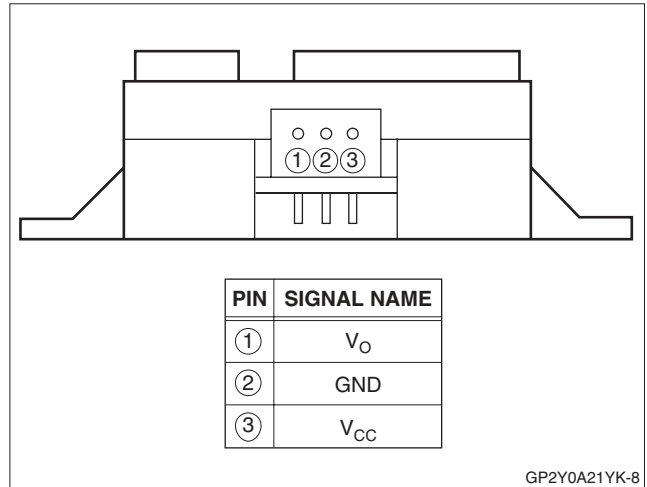 ①②③
PIN SIGNAL NAME
① VO
② GND
③ VCC
GP2Y0A21YK-8